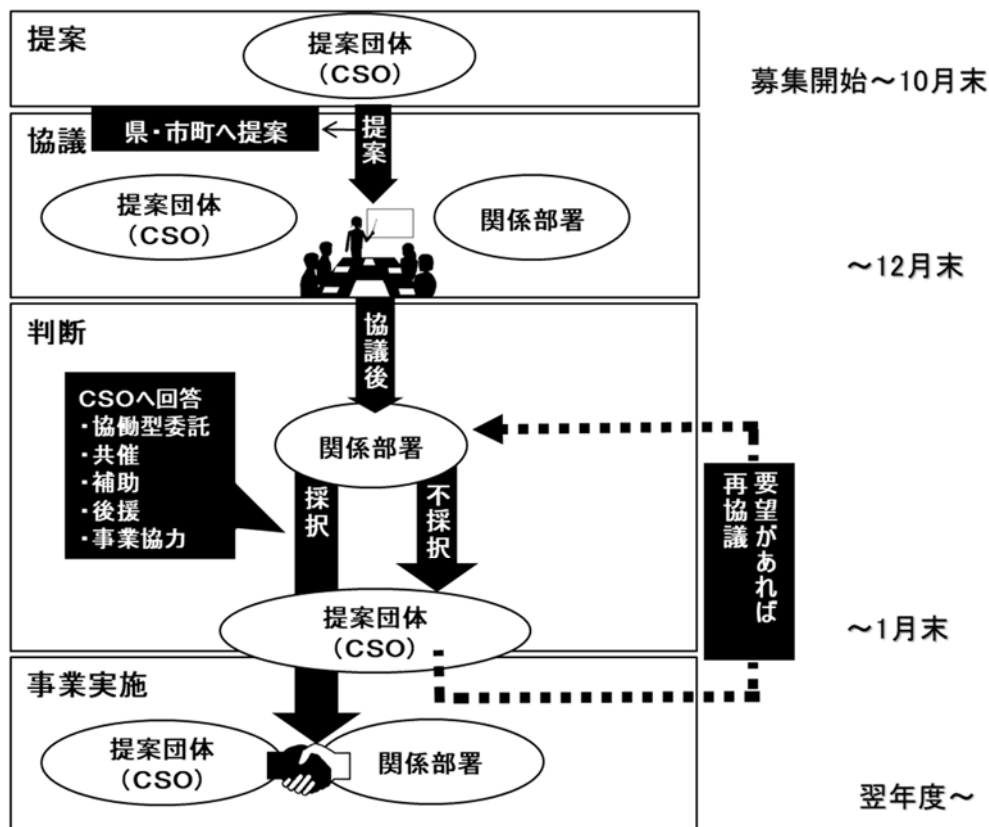 提案
提案団体
（CSO）
募集開始～10月末
県・市町へ提案
提案
協議
提案団体
（CSO）
関係部署
～12月末
協議後
判断
CSOへ回答
・協働型委託
・共催
・補助
・後援
・事業協力
関係部署
採択
不採択
要望があれば
再協議
提案団体
（CSO）
～1月末
事業実施
提案団体
（CSO）
関係部署
翌年度～